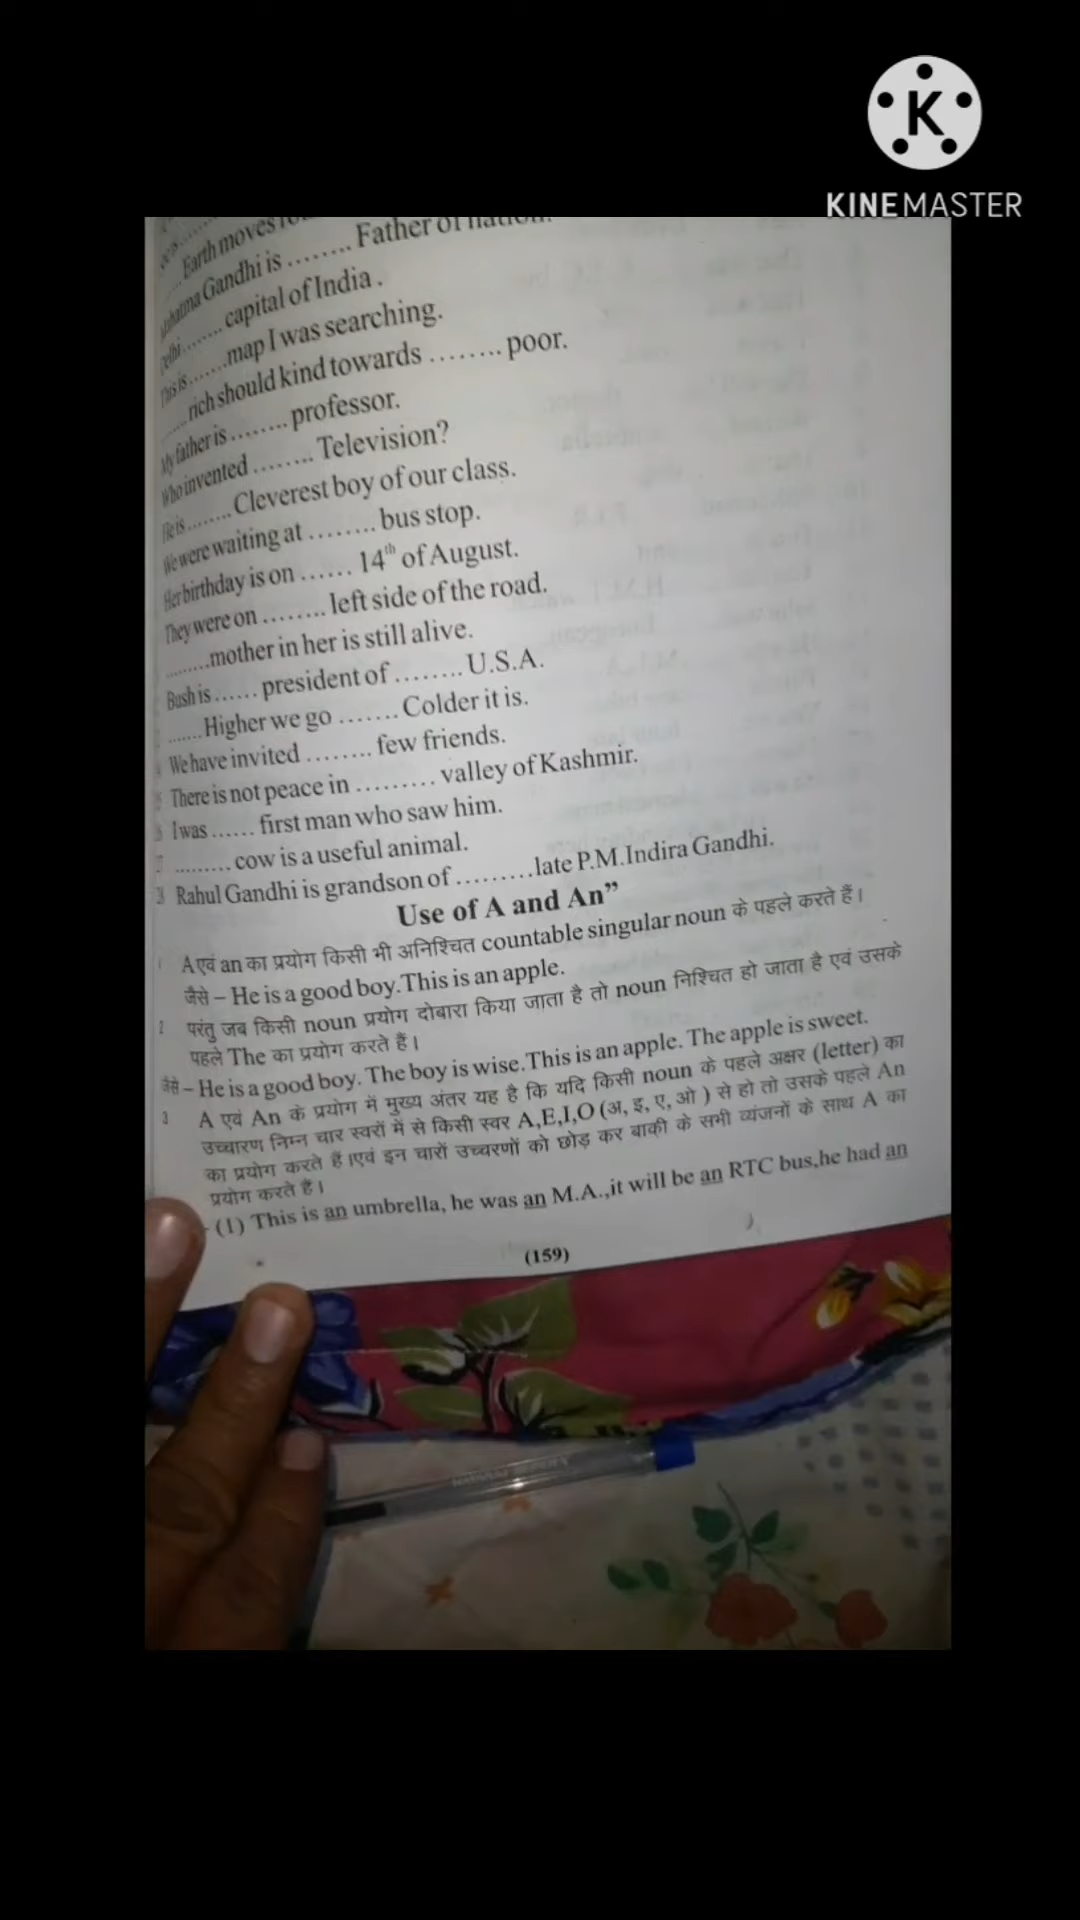 KINEMASTER
Earth moves
Gandhi is ........ Father of nation.
........ capital of India .
This is .......map I was searching.
......rich should kind towards ........ poor.
My father is ........ professor.
Who invented ........ Television?
He is ........ Cleverest boy of our class.
We were waiting at ........ bus stop.
Her birthday is on ...... 14th of August.
They were on ........ left side of the road.
........mother in her is still alive.
Bush is ...... president of ........ U.S.A.
...... Higher we go ....... Colder it is.
We have invited ........ few friends.
There is not peace in ......... valley of Kashmir.
I was ...... first man who saw him.
......... cow is a useful animal.
Rahul Gandhi is grandson of .........late P.M.Indira Gandhi.
Use of A and An”
1 A एवं an का प्रयोग किसी भी अनिश्चित countable singular noun के पहले करते हैं।
जैसे – He is a good boy.This is an apple.
2 परंतु जब किसी noun प्रयोग दोबारा किया जाता है तो noun निश्चित हो जाता है एवं उसके
पहले The का प्रयोग करते हैं।
जैसे – He is a good boy. The boy is wise.This is an apple. The apple is sweet.
3 A एवं An के प्रयोग में मुख्य अंतर यह है कि यदि किसी noun के पहले अक्षर (letter) का
उच्चारण निम्न चार स्वरों में से किसी स्वर A,E,I,O (अ, इ, ए, ओ ) से हो तो उसके पहले An
का प्रयोग करते हैं।एवं इन चारों उच्चरणों को छोड़ कर बाकी के सभी व्यंजनों के साथ A का
प्रयोग करते हैं।
- (1) This is an umbrella, he was an M.A.,it will be an RTC bus,he had an
(159)